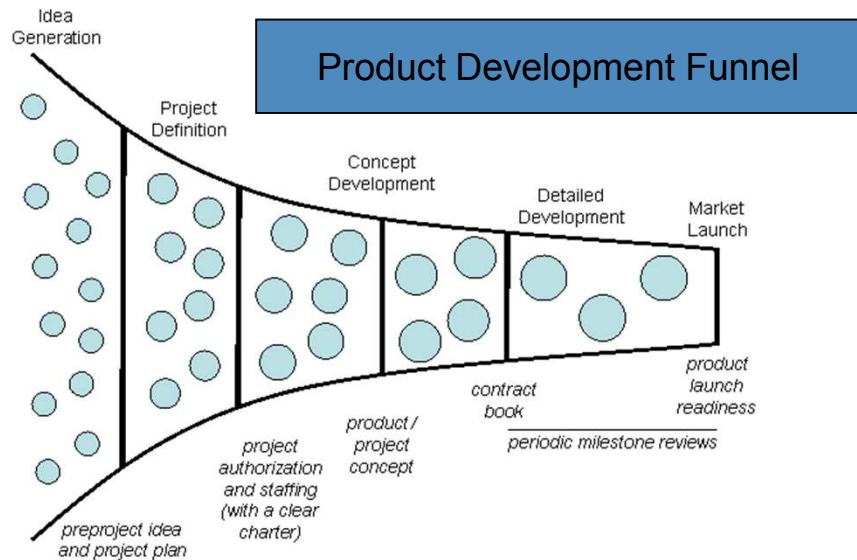 Idea
Generation
Product Development Funnel
Project
Definition
Concept
Development
Detailed
Development
Market
Launch
preproject idea
and project plan
project
authorization
and staffing
(with a clear
charter)
product /
project
concept
contract
book
product
launch
readiness
periodic milestone reviews